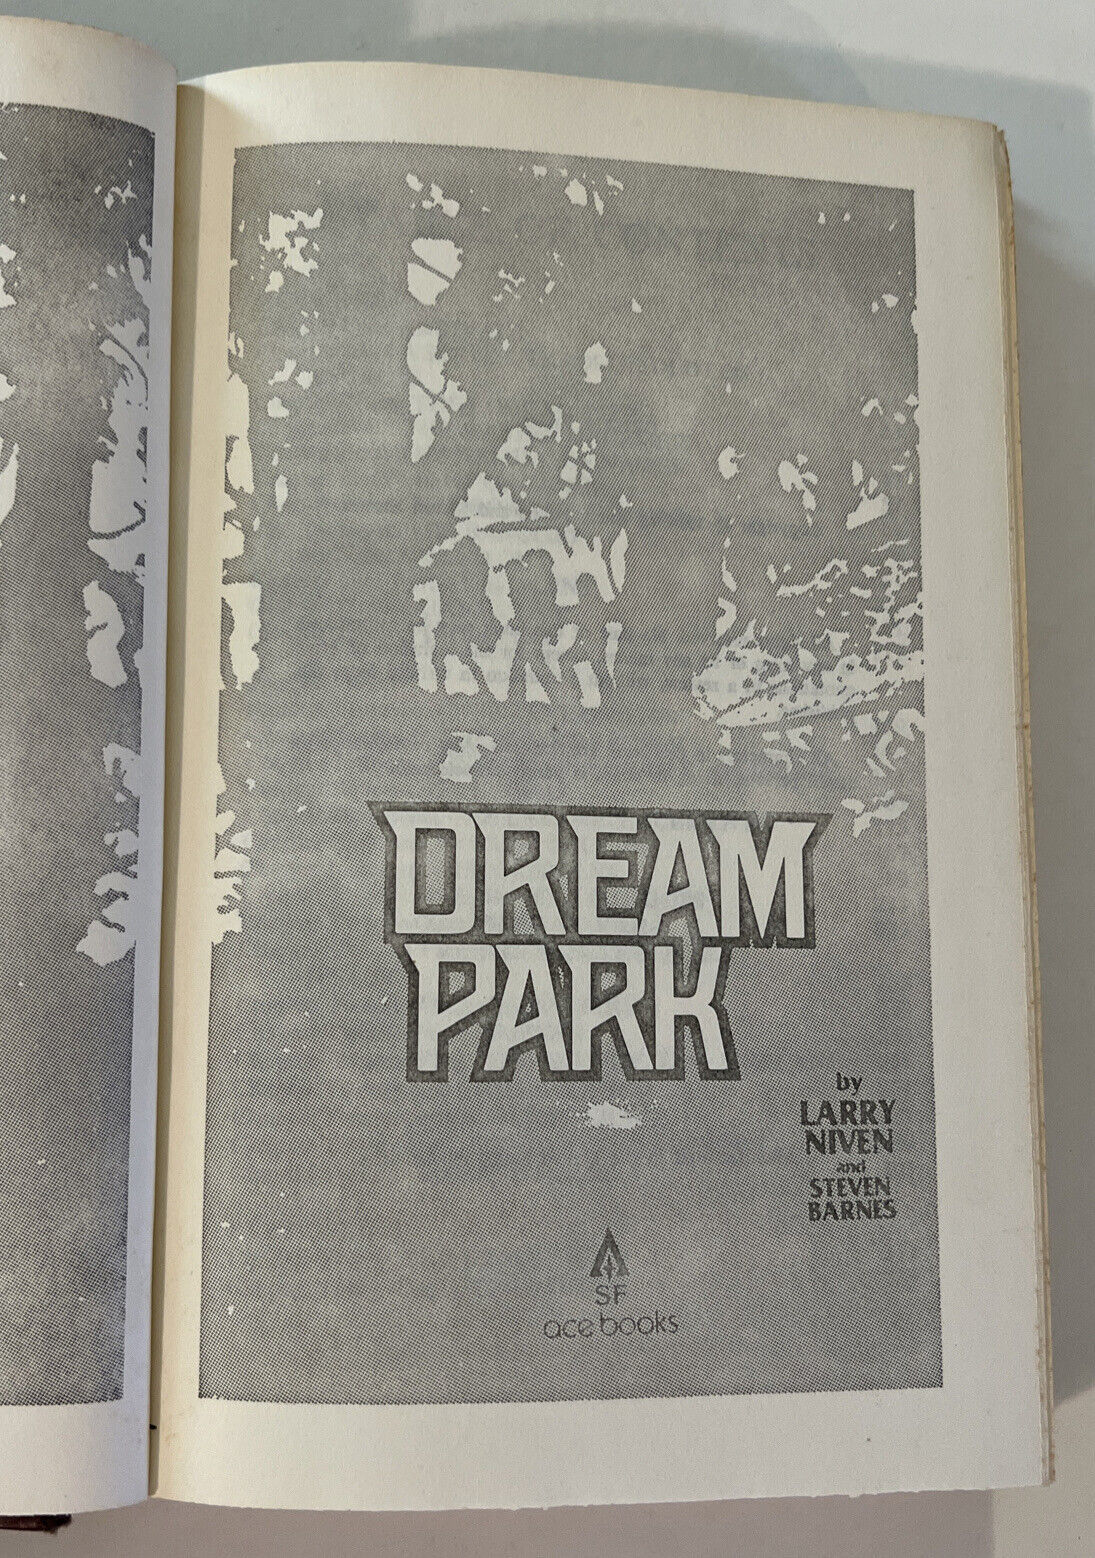 DREAM
PARK
by
LARRY
NIVEN
and
STEVEN
BARNES
SF
ace books